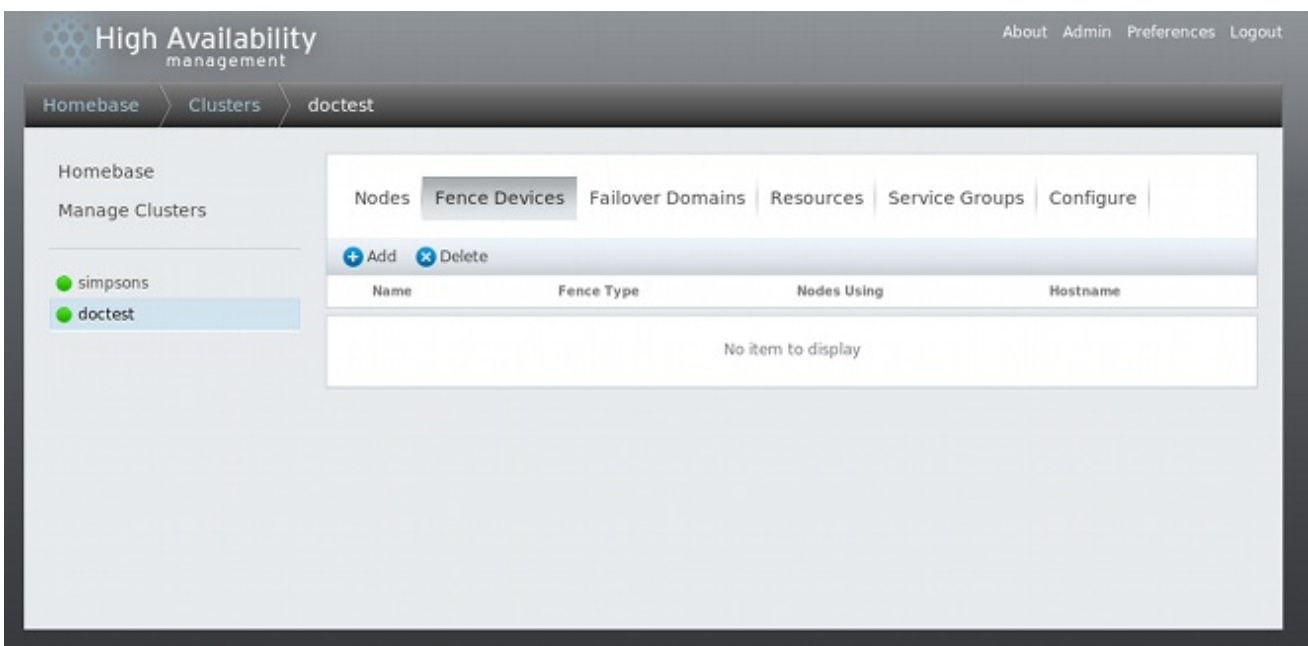 High Availability
management
About Admin Preferences Logout
Homebase Clusters doctest
Homebase
Manage Clusters
simpsons
doctest
Nodes Fence Devices Failover Domains Resources Service Groups Configure
Add Delete
Name Fence Type Nodes Using Hostname
No item to display